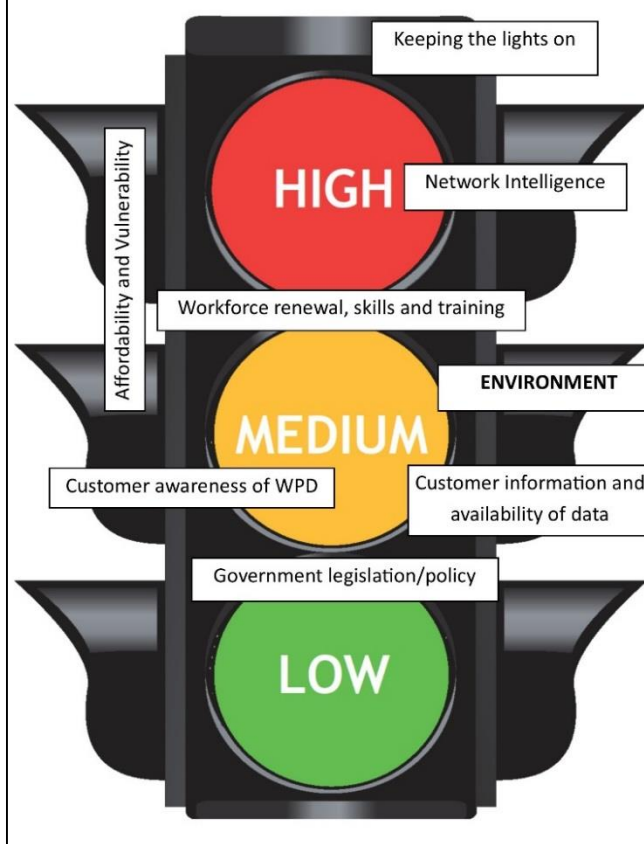 Keeping the lights on
HIGH
Network Intelligence
Affordability and Vulnerability
Workforce renewal, skills and training
ENVIRONMENT
MEDIUM
Customer awareness of WPD
Customer information and
availability of data
Government legislation/policy
LOW